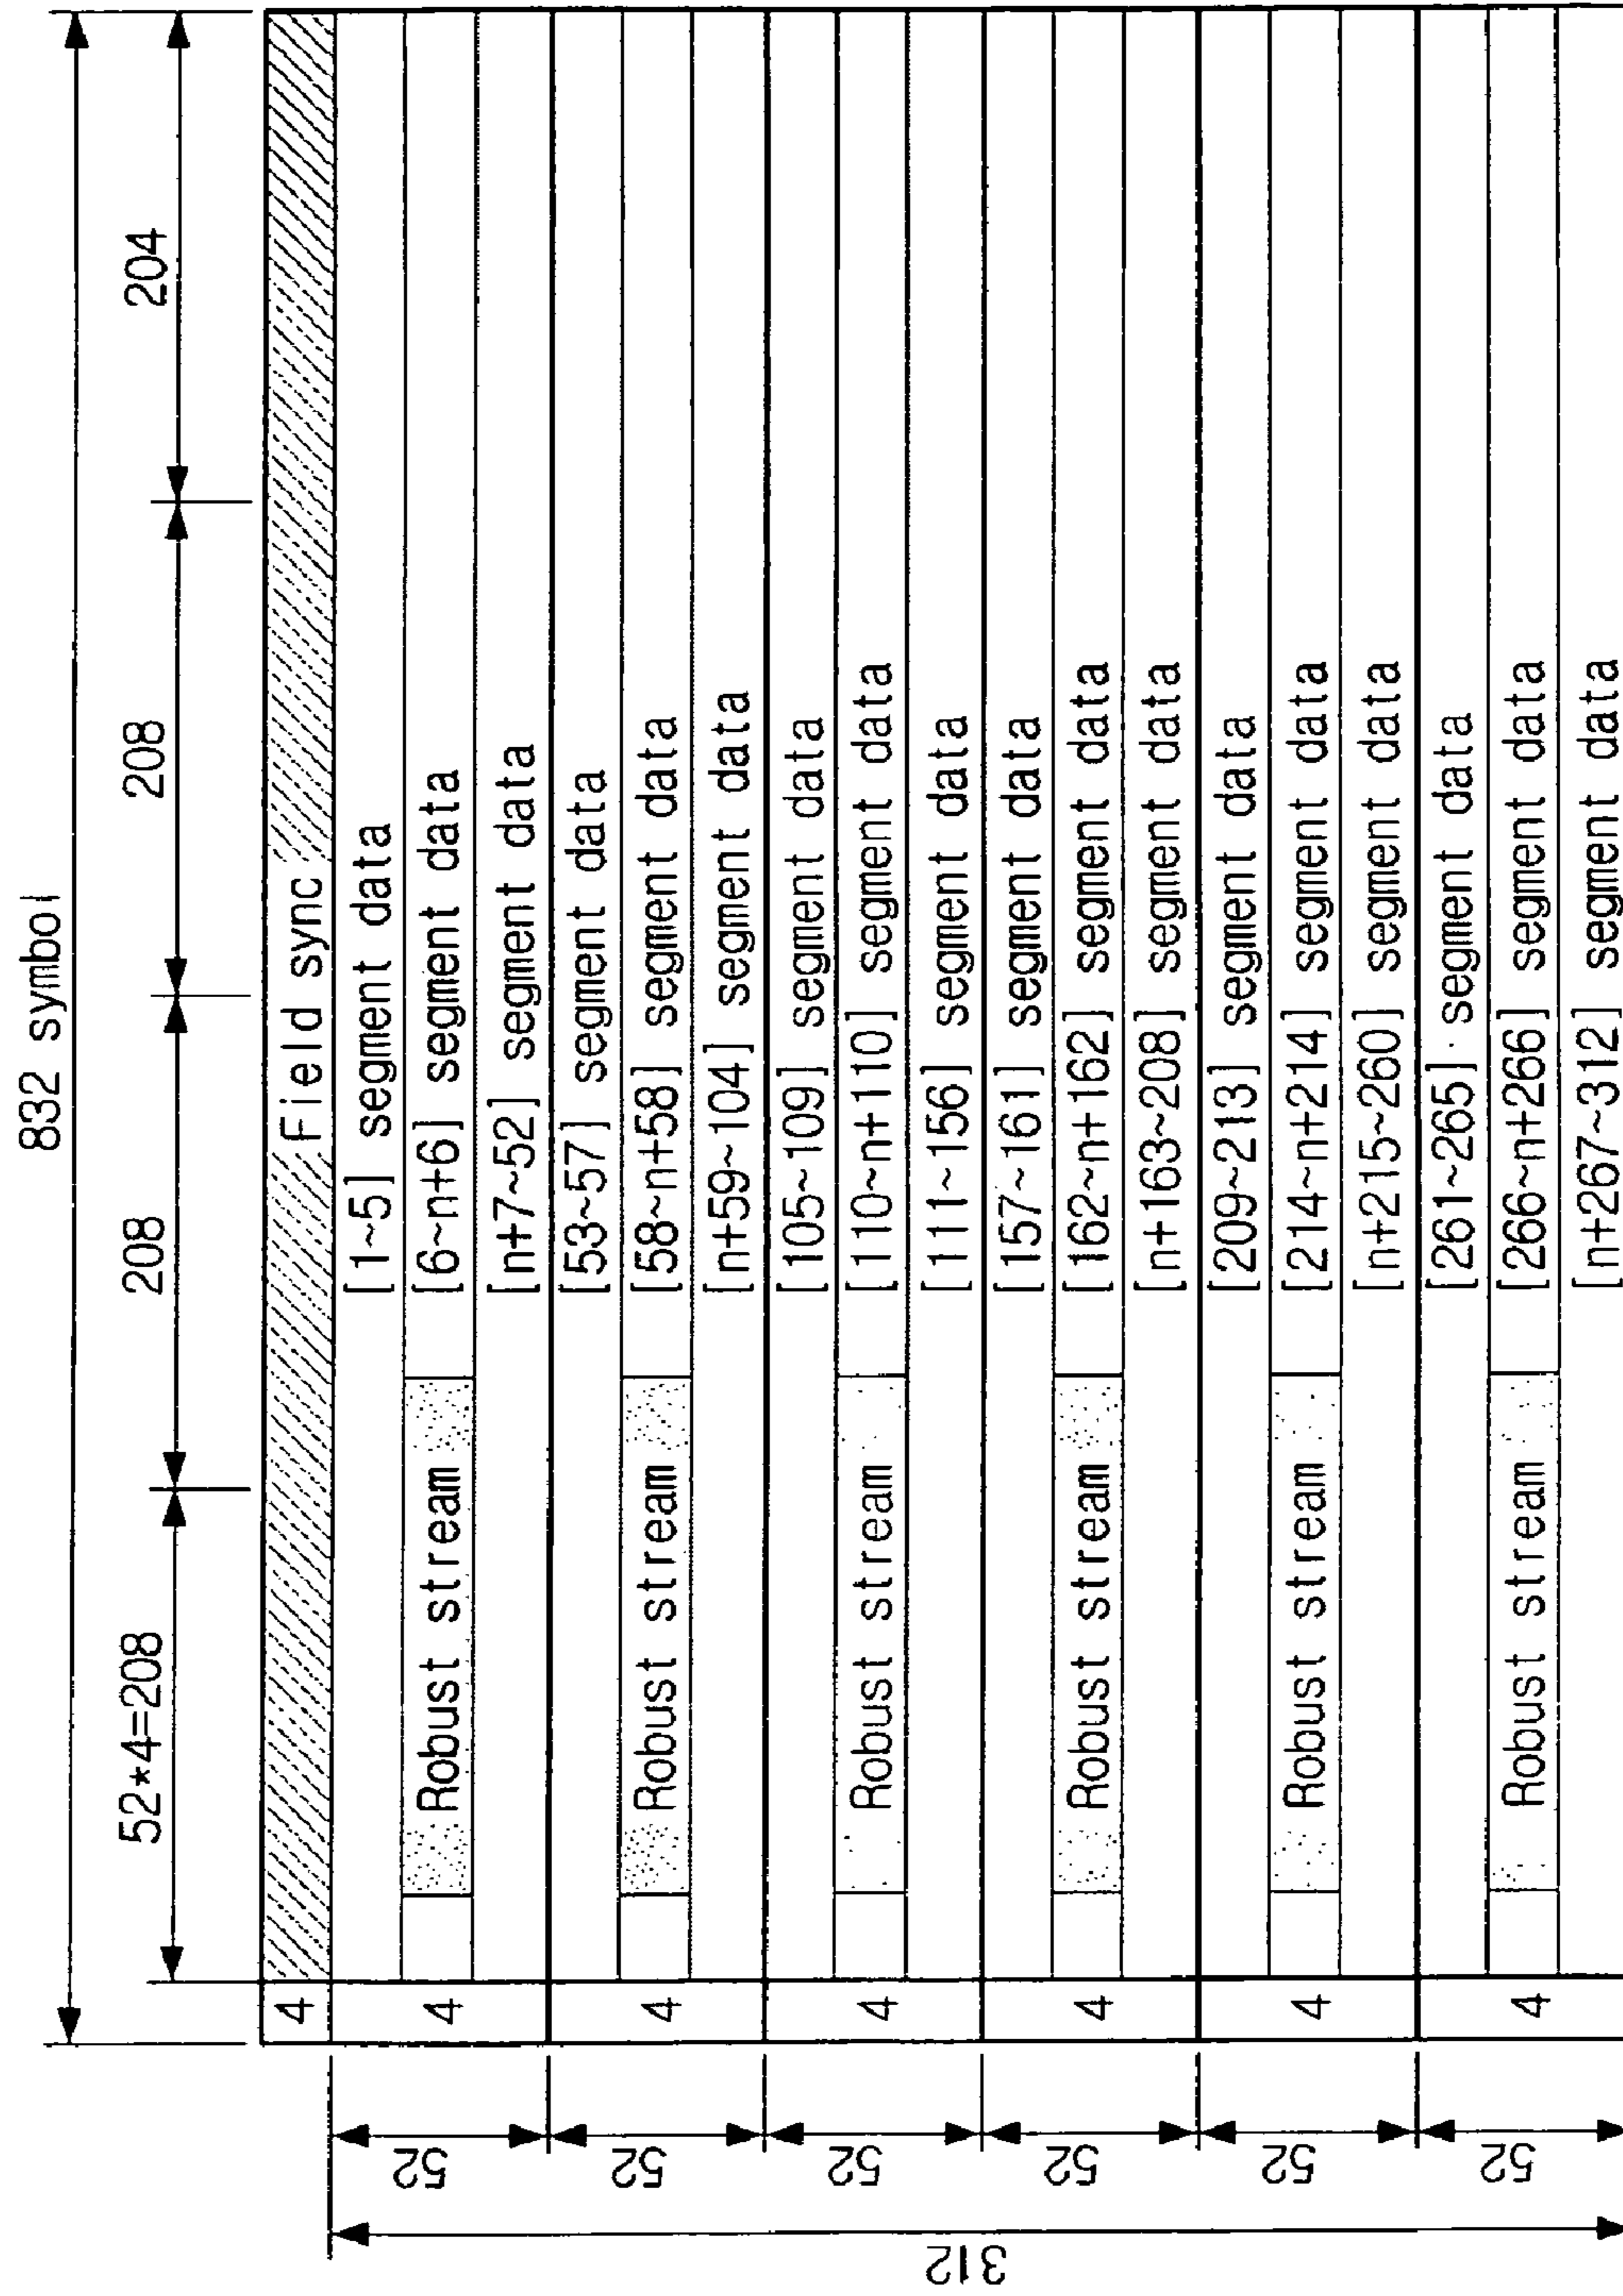 832 symbol
52*4=208
208
208
204
4
Field sync
[1~5] segment data
52
4
Robust stream
[6~n+6] segment data
[n+7~52] segment data
[53~57] segment data
52
4
Robust stream
[58~n+58] segment data
[n+59~104] segment data
[105~109] segment data
52
4
Robust stream
[110~n+110] segment data
[111~156] segment data
[157~161] segment data
52
4
Robust stream
[162~n+162] segment data
[n+163~208] segment data
[209~213] segment data
52
4
Robust stream
[214~n+214] segment data
[n+215~260] segment data
[261~265] segment data
52
4
Robust stream
[266~n+266] segment data
[n+267~312] segment data
312